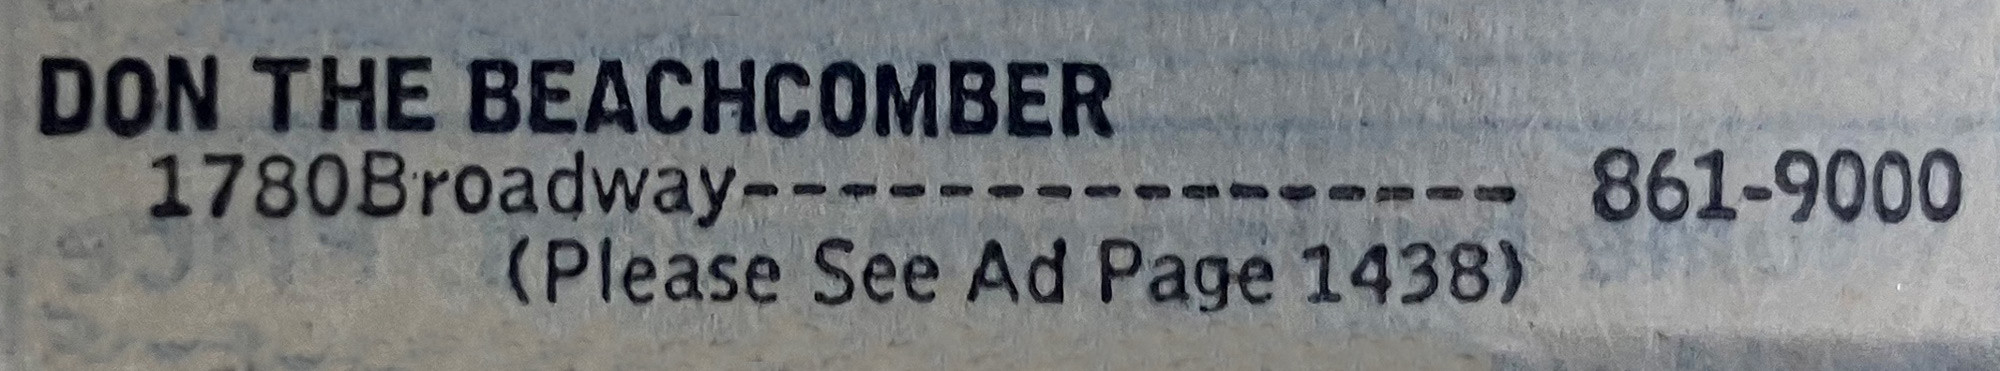 DON THE BEACHCOMBER
1780Broadway----------------- 861-9000
(Please See Ad Page 1438)